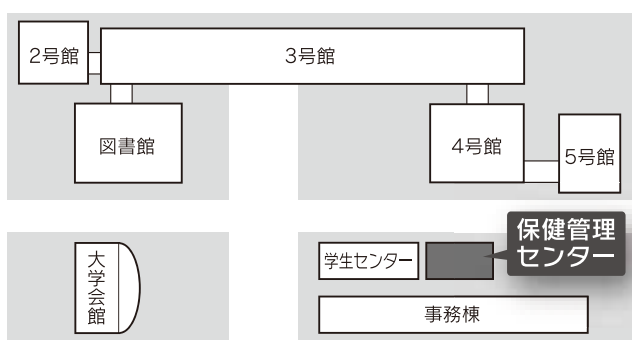 2号館
3号館
図書館
4号館
5号館
保健管理
センター
大学会館
学生センター
事務棟